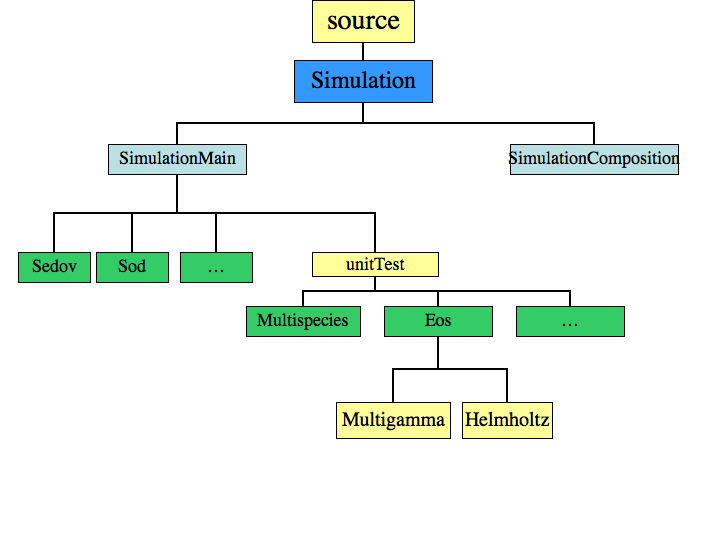 source
Simulation
SimulationMain
SimulationComposition
Sedov
Sod
…
unitTest
Multispecies
Eos
…
Multigamma
Helmholtz